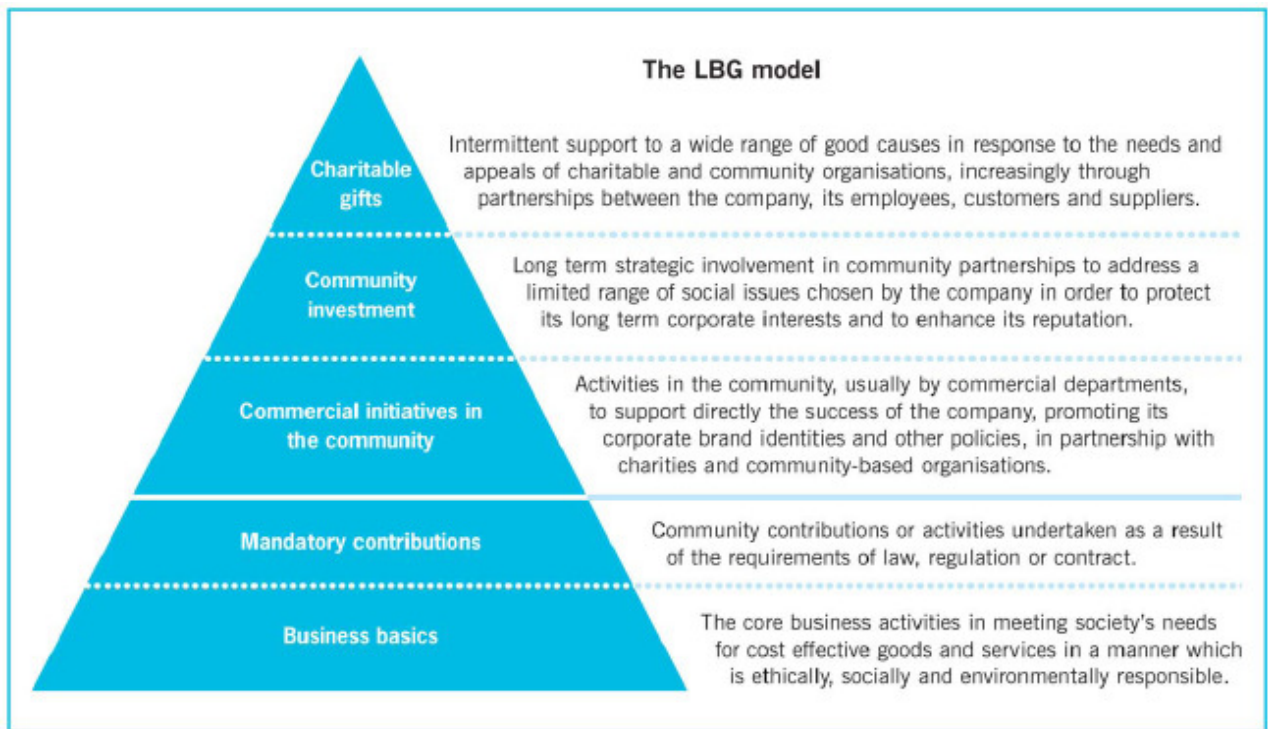 The LBG model
Charitable
gifts
Intermittent support to a wide range of good causes in response to the needs and
appeals of charitable and community organisations, increasingly through
partnerships between the company, its employees, customers and suppliers.
Community
investment
Long term strategic involvement in community partnerships to address a
limited range of social issues chosen by the company in order to protect
its long term corporate interests and to enhance its reputation.
Commercial initiatives in
the community
Activities in the community, usually by commercial departments,
to support directly the success of the company, promoting its
corporate brand identities and other policies, in partnership with
charities and community-based organisations.
Mandatory contributions
Community contributions or activities undertaken as a result
of the requirements of law, regulation or contract.
Business basics
The core business activities in meeting society's needs
for cost effective goods and services in a manner which
is ethically, socially and environmentally responsible.